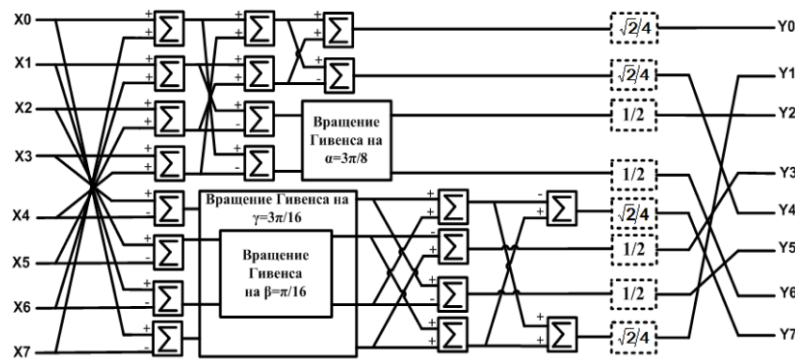 X0
X1
X2
X3
X4
X5
X6
X7
+ + ∑
+ + ∑
+ + ∑
+ + ∑
+ - ∑
+ - ∑
+ - ∑
+ - ∑
+ + ∑
+ + ∑
+ - ∑
+ - ∑
+ + ∑
+ - ∑
Вращение
Гивенса на
α=3π/8
Вращение Гивенса на
γ=3π/16
Вращение
Гивенса
на β=π/16
+ + ∑
- + ∑
+ - ∑
+ + ∑
- + ∑
+ + ∑
√2/4
√2/4
1/2
1/2
√2/4
1/2
1/2
√2/4
Y0
Y1
Y2
Y3
Y4
Y5
Y6
Y7